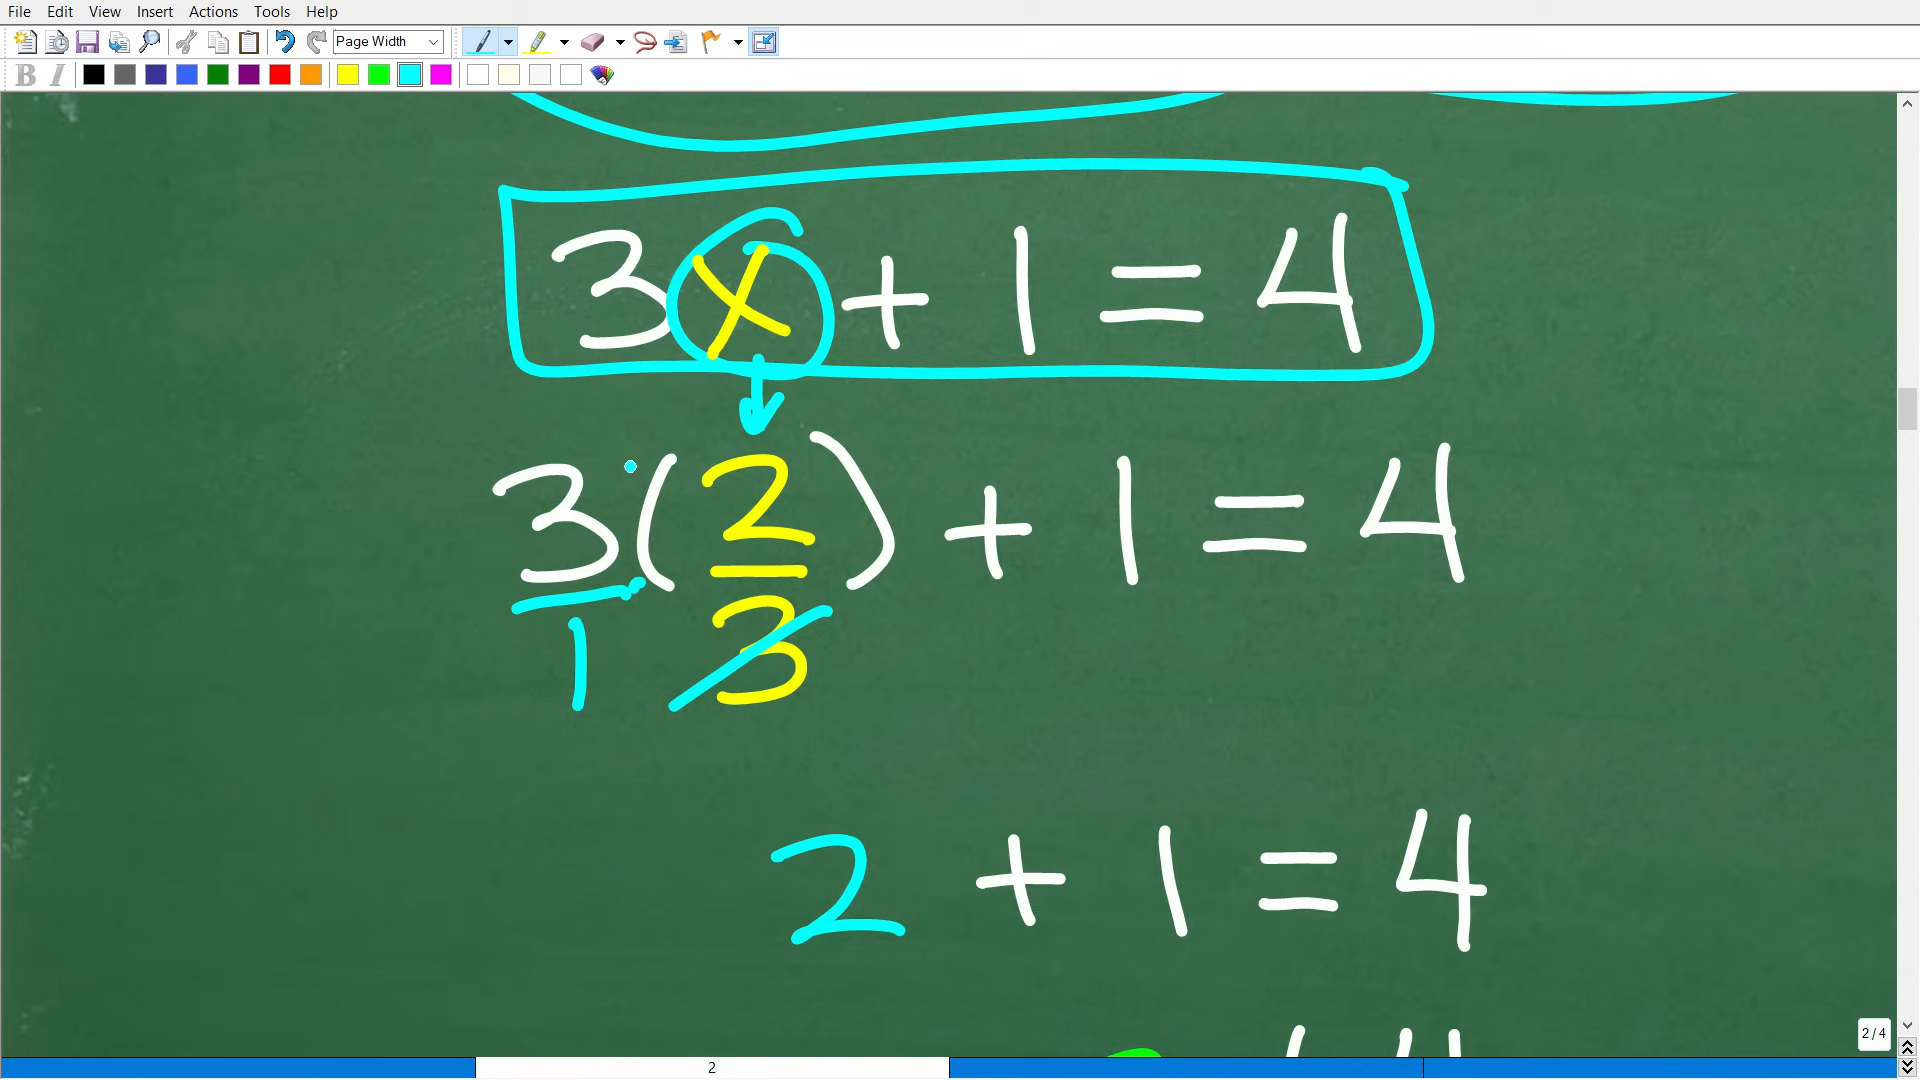 File Edit View Insert Actions Tools Help
Page Width
B I
3x + 1 = 4
3(2/3) + 1 = 4
1
2 + 1 = 4
2 / 4
2